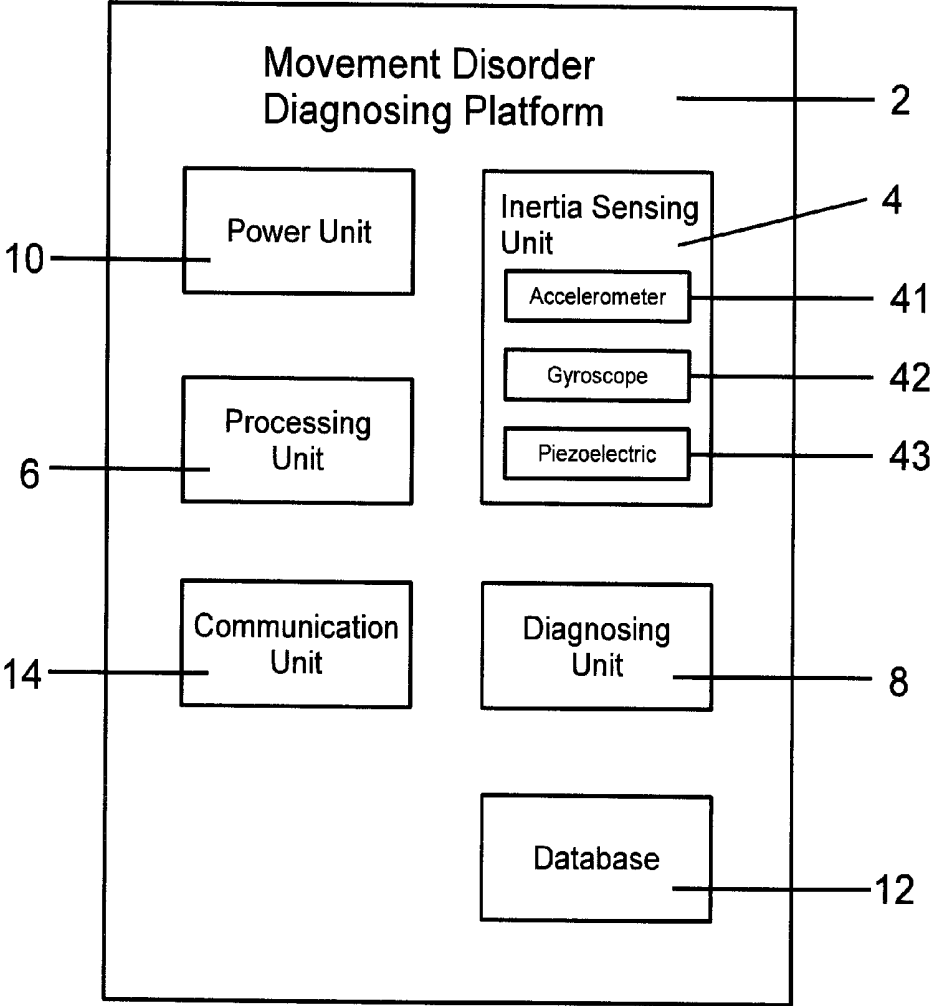 Movement Disorder
Diagnosing Platform
2
Power Unit
10
Inertia Sensing
Unit
4
Accelerometer
41
Gyroscope
42
Piezoelectric
43
Processing
Unit
6
Communication
Unit
14
Diagnosing
Unit
8
Database
12